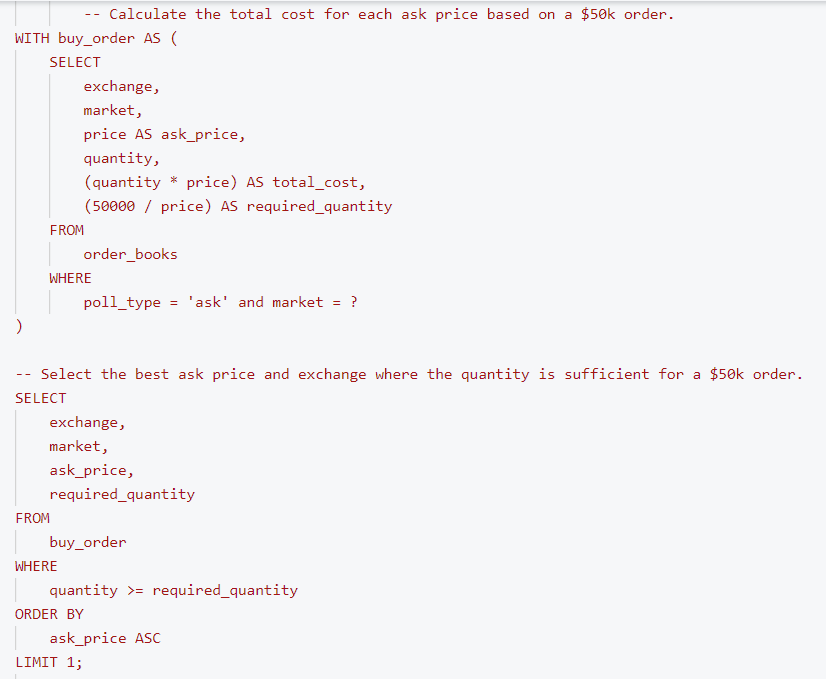 -- Calculate the total cost for each ask price based on a $50k order.
WITH buy_order AS (
SELECT
exchange,
market,
price AS ask_price,
quantity,
(quantity * price) AS total_cost,
(50000 / price) AS required_quantity
FROM
order_books
WHERE
poll_type = 'ask' and market = ?
)
-- Select the best ask price and exchange where the quantity is sufficient for a $50k order.
SELECT
exchange,
market,
ask_price,
required_quantity
FROM
buy_order
WHERE
quantity >= required_quantity
ORDER BY
ask_price ASC
LIMIT 1;